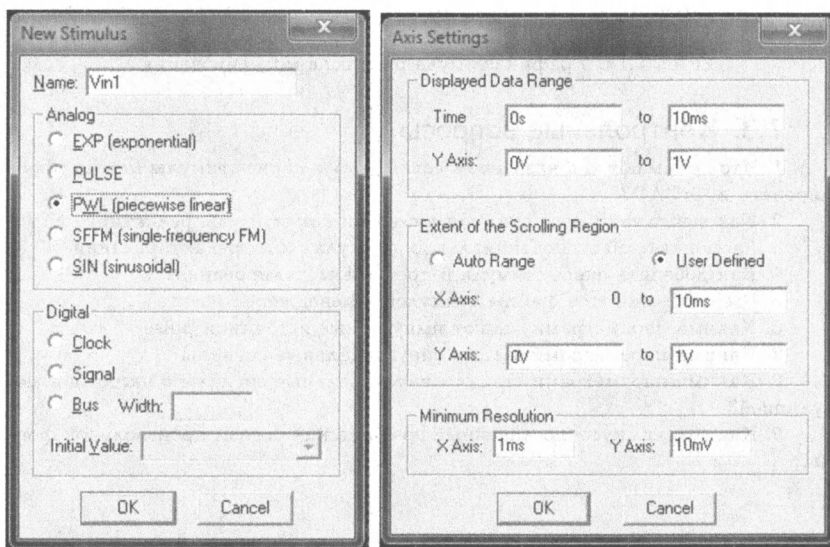 New Stimulus
Name: Vin1
Analog
EXP (exponential)
PULSE
PWL (piecewise linear)
SFFM (single-frequency FM)
SIN (sinusoidal)
Digital
Clock
Signal
Bus Width:
Initial Value:
OK Cancel
Axis Settings
Displayed Data Range
Time 0s to 10ms
Y Axis: 0V to 1V
Extent of the Scrolling Region
Auto Range User Defined
X Axis: 0 to 10ms
Y Axis: 0V to 1V
Minimum Resolution
X Axis: 1ms Y Axis: 10mV
OK Cancel